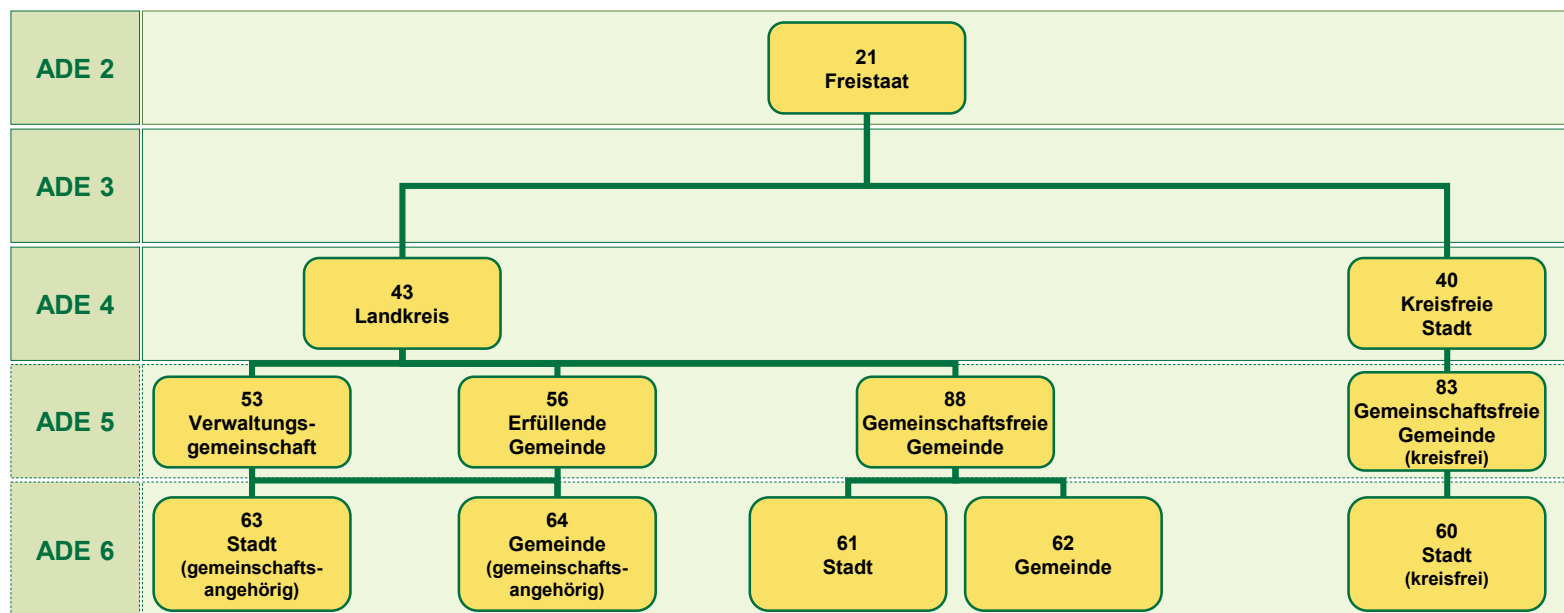 ADE 2
21
Freistaat
ADE 3
ADE 4
43
Landkreis
40
Kreisfreie
Stadt
ADE 5
53
Verwaltungs-
gemeinschaft
56
Erfüllende
Gemeinde
88
Gemeinschaftsfreie
Gemeinde
83
Gemeinschaftsfreie
Gemeinde
(kreisfrei)
ADE 6
63
Stadt
(gemeinschafts-
angehörig)
64
Gemeinde
(gemeinschafts-
angehörig)
61
Stadt
62
Gemeinde
60
Stadt
(kreisfrei)